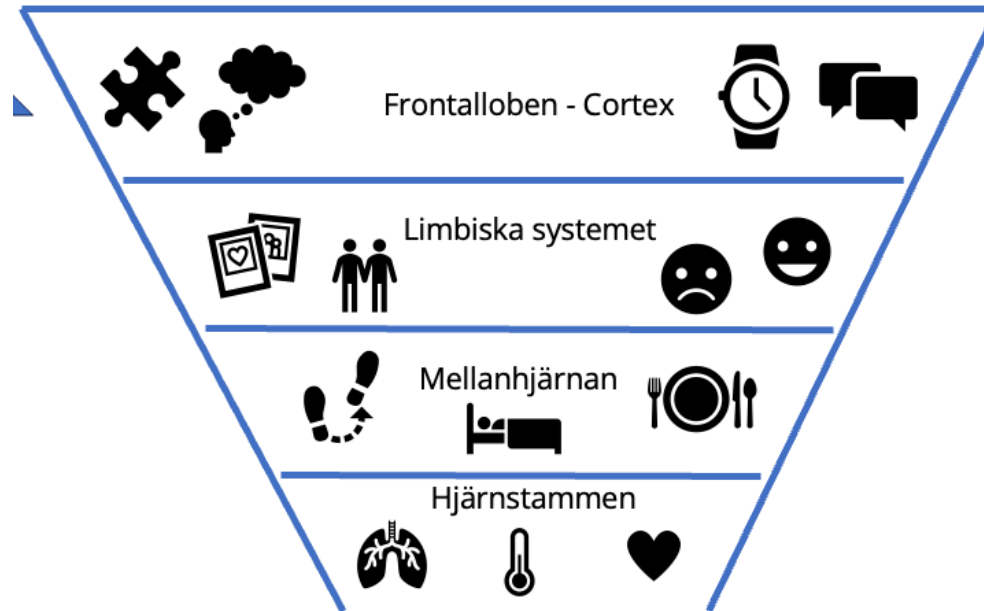 Frontalloben - Cortex
Limbiska systemet
Mellanhjärnan
Hjärnstammen